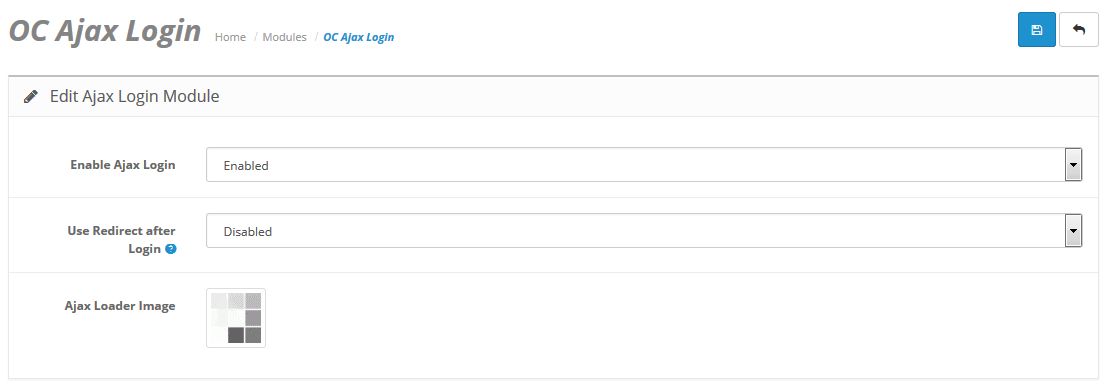 OC Ajax Login Home / Modules / OC Ajax Login
Edit Ajax Login Module
Enable Ajax Login Enabled
Use Redirect after Disabled
Login ?
Ajax Loader Image